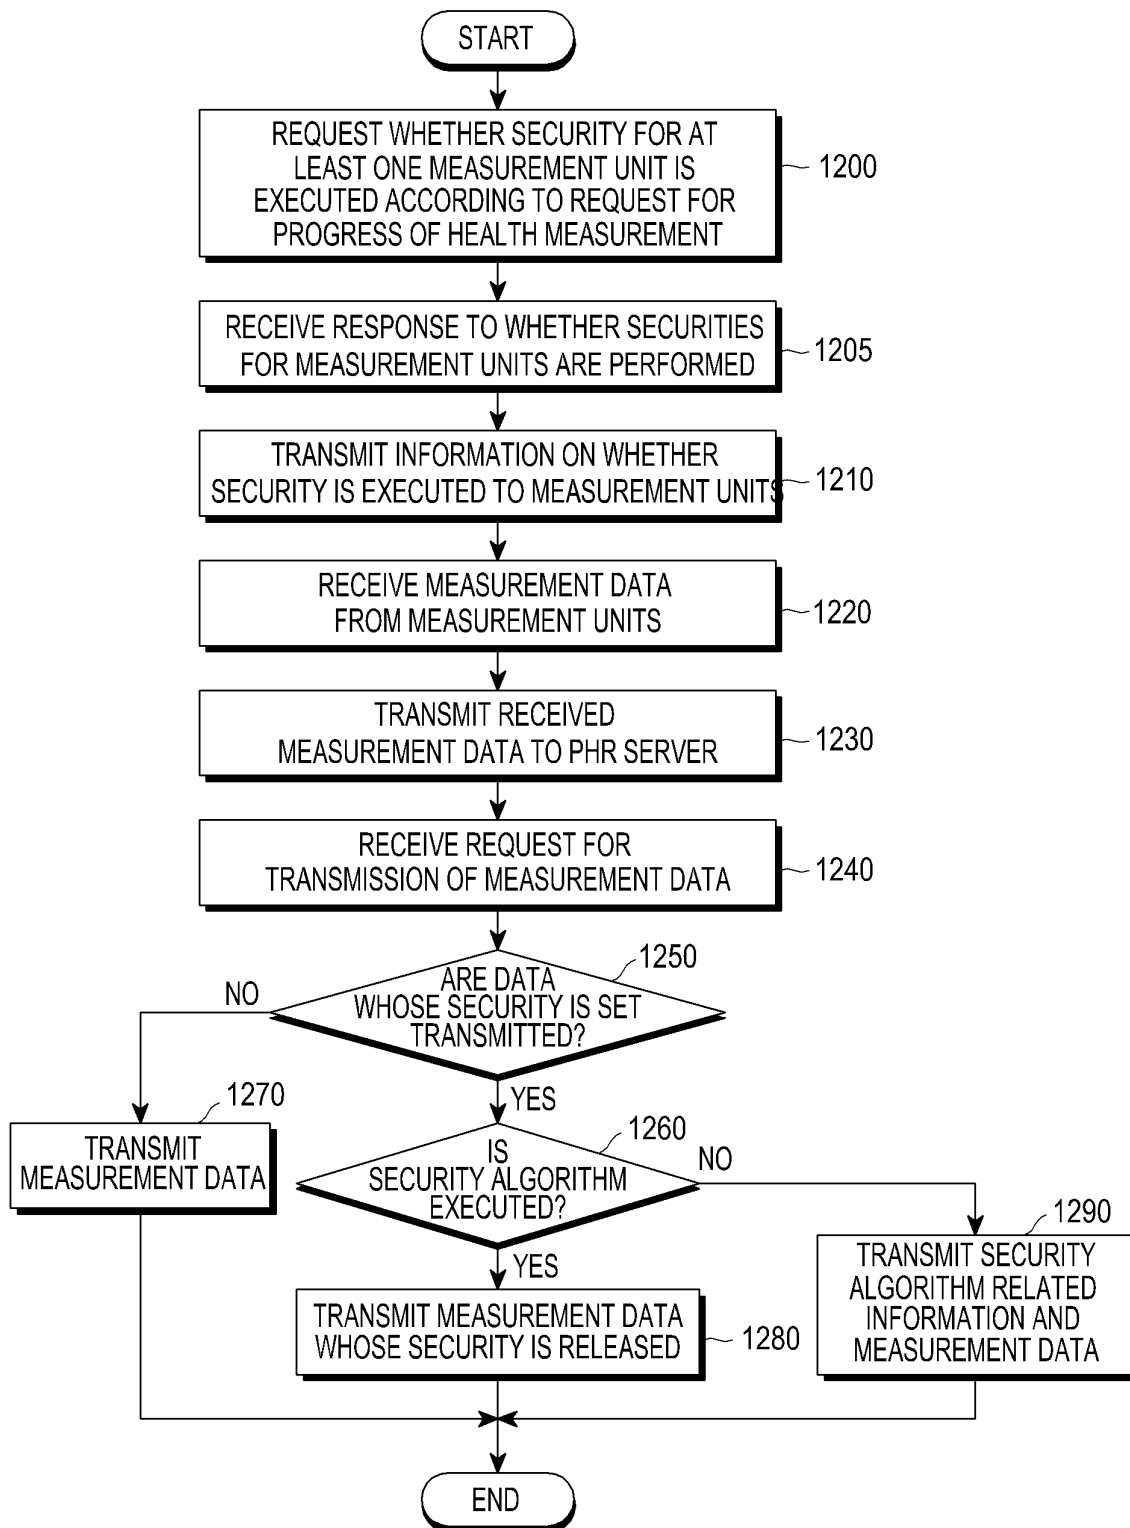 START
REQUEST WHETHER SECURITY FOR AT
LEAST ONE MEASUREMENT UNIT IS
EXECUTED ACCORDING TO REQUEST FOR
PROGRESS OF HEALTH MEASUREMENT
1200
RECEIVE RESPONSE TO WHETHER SECURITIES
FOR MEASUREMENT UNITS ARE PERFORMED
1205
TRANSMIT INFORMATION ON WHETHER
SECURITY IS EXECUTED TO MEASUREMENT UNITS
1210
RECEIVE MEASUREMENT DATA
FROM MEASUREMENT UNITS
1220
TRANSMIT RECEIVED
MEASUREMENT DATA TO PHR SERVER
1230
RECEIVE REQUEST FOR
TRANSMISSION OF MEASUREMENT DATA
1240
1250
ARE DATA
WHOSE SECURITY IS SET
TRANSMITTED?
NO
YES
1270
TRANSMIT
MEASUREMENT DATA
1260
IS
SECURITY ALGORITHM
EXECUTED?
NO
YES
1290
TRANSMIT SECURITY
ALGORITHM RELATED
INFORMATION AND
MEASUREMENT DATA
TRANSMIT MEASUREMENT DATA
WHOSE SECURITY IS RELEASED
1280
END